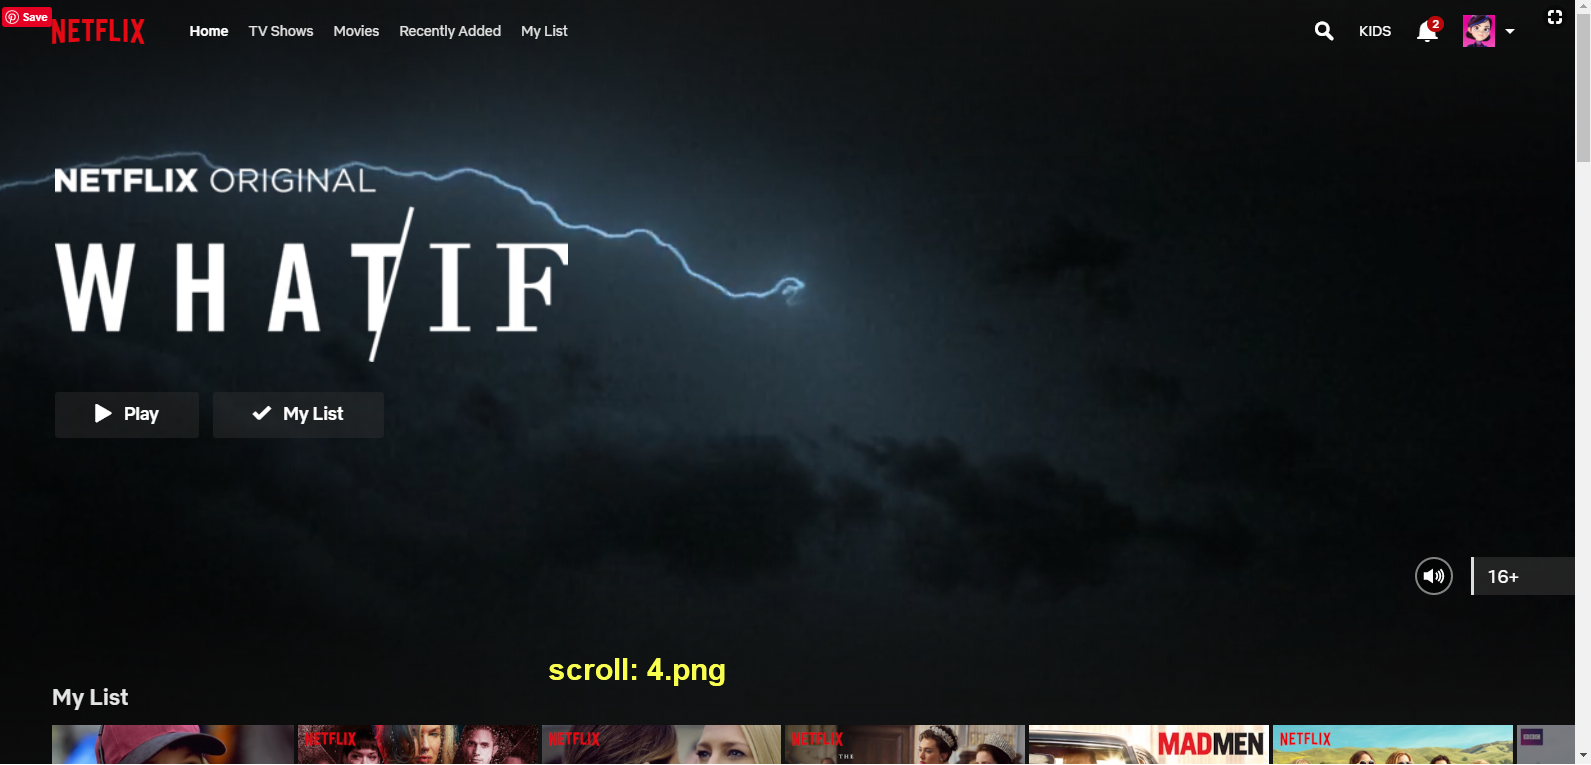 Save
NETFLIX
Home
TV Shows
Movies
Recently Added
My List
KIDS
2
NETFLIX ORIGINAL
WHAT/IF
Play
My List
16+
scroll: 4.png
My List
NETFLIX
NETFLIX
NETFLIX
THE
MADMEN
NETFLIX
BBC